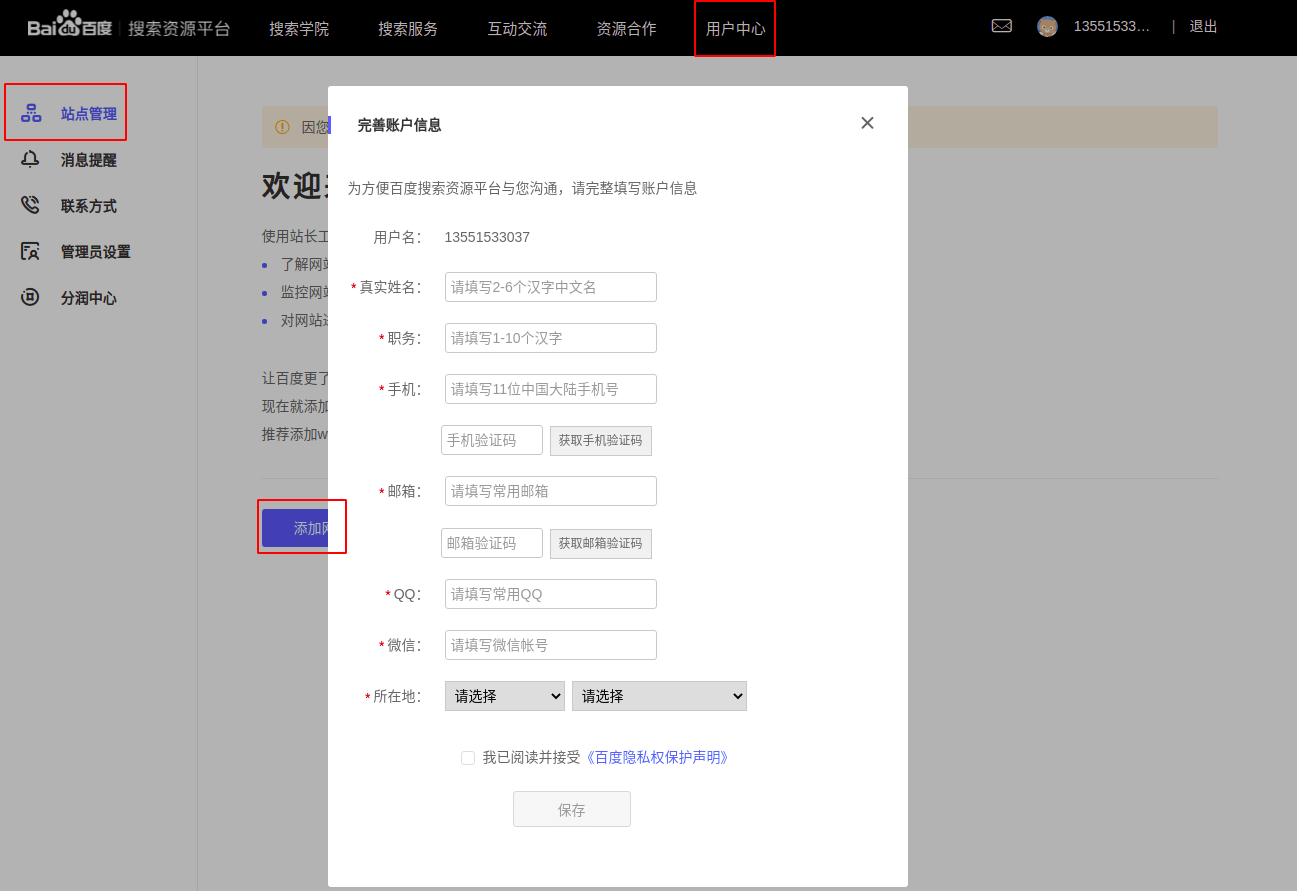 Bai du 百度 | 搜索资源平台 搜索学院 搜索服务 互动交流 资源合作 用户中心 13551533... | 退出
站点管理
消息提醒
联系方式
管理员设置
分润中心
因您
欢迎
使用站长工
了解网站
监控网站
对网站进
让百度更了
现在就添加
推荐添加w
添加网
完善账户信息
为方便百度搜索资源平台与您沟通，请完整填写账户信息
用户名： 13551533037
*真实姓名： 请填写2-6个汉字中文名
*职务： 请填写1-10个汉字
*手机： 请填写11位中国大陆手机号
手机验证码 获取手机验证码
*邮箱： 请填写常用邮箱
邮箱验证码 获取邮箱验证码
*QQ： 请填写常用QQ
*微信： 请填写微信帐号
*所在地： 请选择 请选择
我已阅读并接受《百度隐私权保护声明》
保存